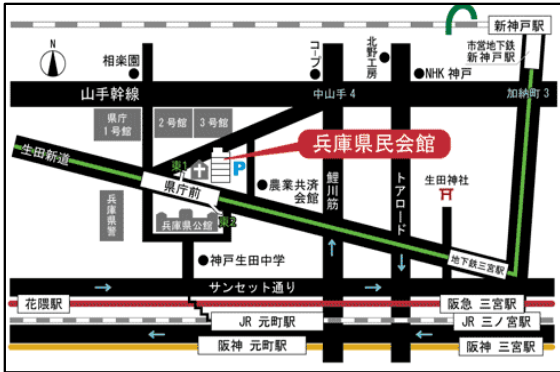 新神戸駅
N
相楽園
コープ
北野工房
市営地下鉄
新神戸駅
NHK 神戸
山手幹線
中山手 4
加納町 3
県庁
1号館
2号館
3号館
兵庫県民会館
生田新道
東1
P
県庁前
農業共済
会館
鯉川筋
トアロード
生田神社
兵庫県警
兵庫県公館
東2
神戸生田中学
地下鉄三宮駅
サンセット通り
花隈駅
阪急 三宮駅
JR 元町駅
JR 三ノ宮駅
阪神 元町駅
阪神 三宮駅